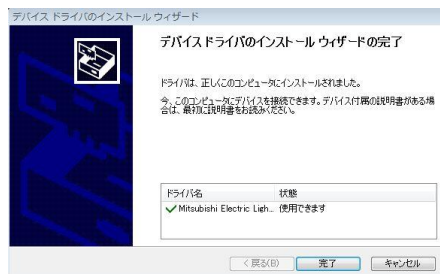 デバイス ドライバのインストール ウィザード
デバイス ドライバのインストール ウィザードの完了
ドライバは、正しくこのコンピュータにインストールされました。
今、このコンピュータにデバイスを接続できます。デバイス付属の説明書がある場
合は、最初に説明書をお読みください。
ドライバ名 状態
Mitsubishi Electric Ligh... 使用できます
< 戻る(B) 完了 キャンセル